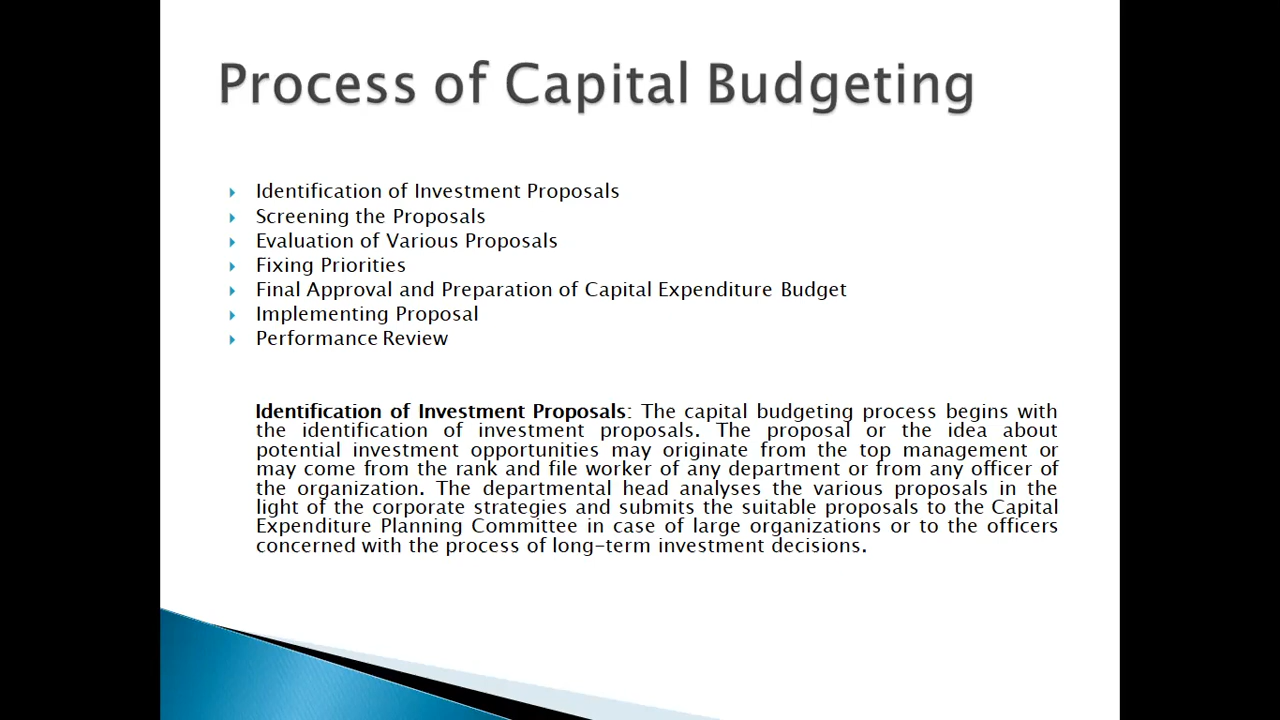 Process of Capital Budgeting
Identification of Investment Proposals
Screening the Proposals
Evaluation of Various Proposals
Fixing Priorities
Final Approval and Preparation of Capital Expenditure Budget
Implementing Proposal
Performance Review
Identification of Investment Proposals: The capital budgeting process begins with
the identification of investment proposals. The proposal or the idea about
potential investment opportunities may originate from the top management or
may come from the rank and file worker of any department or from any officer of
the organization. The departmental head analyses the various proposals in the
light of the corporate strategies and submits the suitable proposals to the Capital
Expenditure Planning Committee in case of large organizations or to the officers
concerned with the process of long-term investment decisions.